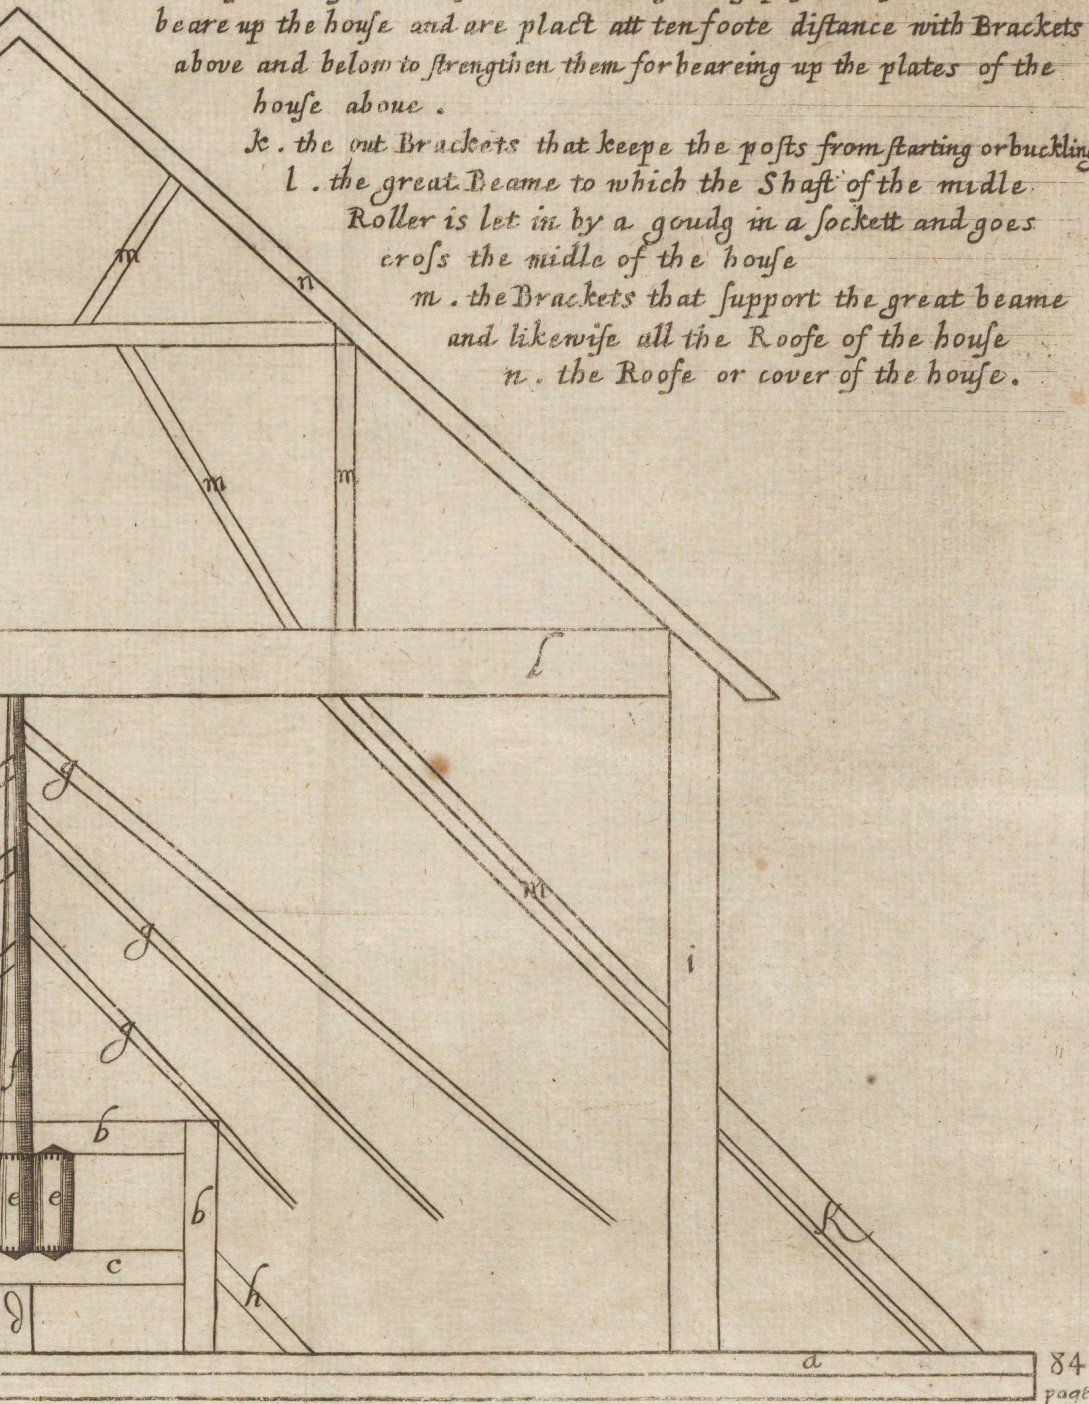 beare up the houſe and are plact att ten foote diſtance with Brackets
above and below to ſtrengthen them for beareing up the plates of the
houſe aboue .
k . the out Brackets that keepe the poſts from ſtarting or buckling
l . the great Beame to which the Shaft of the midle
Roller is let in by a goudg in a ſockett and goes
croſs the midle of the houſe
m . the Brackets that ſupport the great beame
and likewiſe all the Roofe of the houſe
n . the Roofe or cover of the houſe .
m
n
m
m
l
g
m
g
i
g
f
b
e
e
b
K
c
h
d
a
84
page